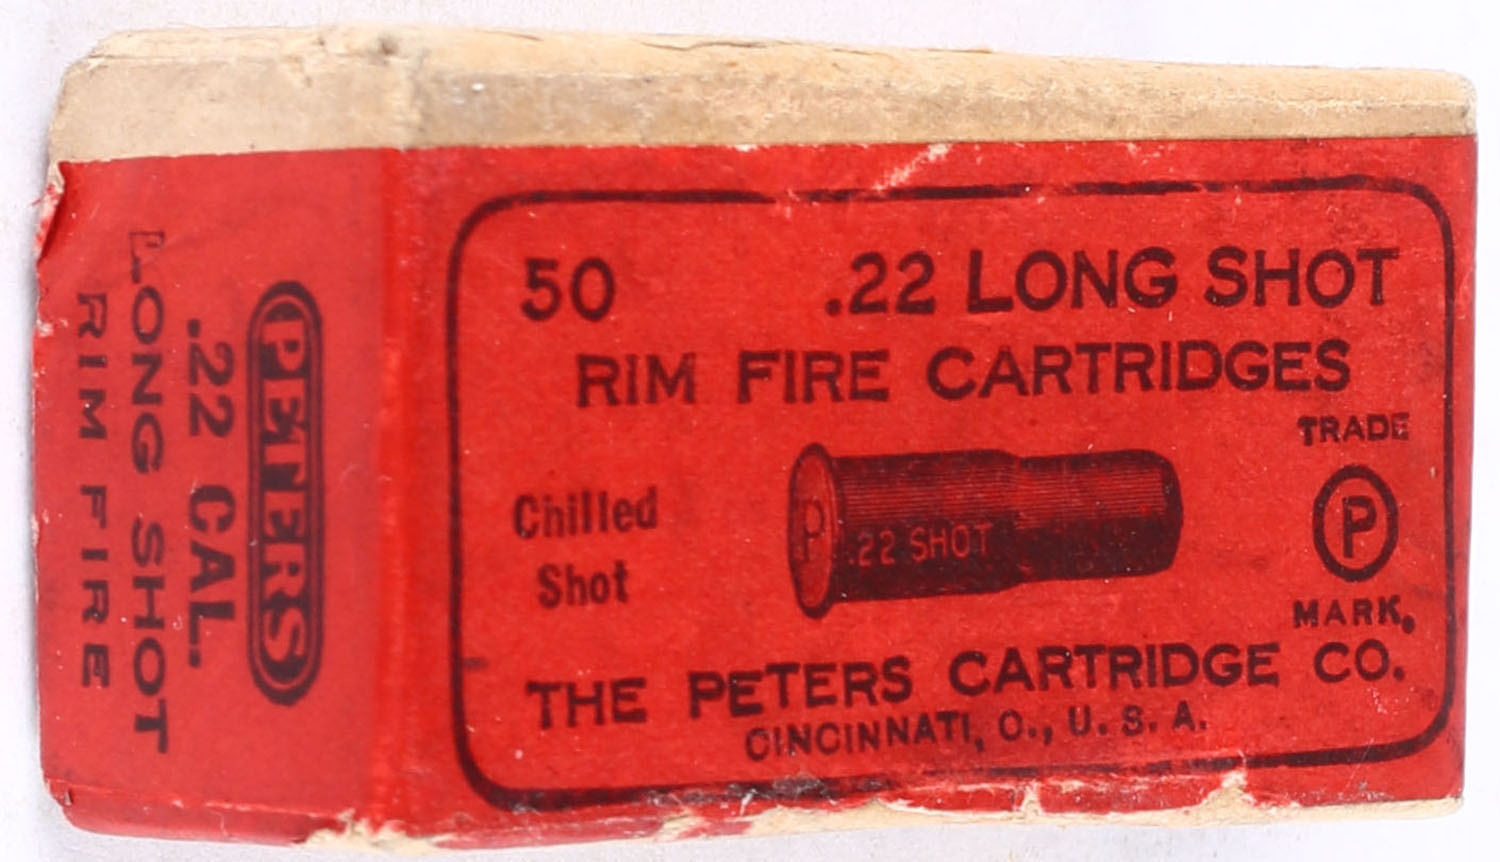 50 .22 LONG SHOT
RIM FIRE CARTRIDGES
TRADE
P
MARK.
Chilled
Shot
P .22 SHOT
THE PETERS CARTRIDGE CO.
CINCINNATI, O., U. S. A.
PETERS
.22 CAL.
LONG SHOT
RIM FIRE